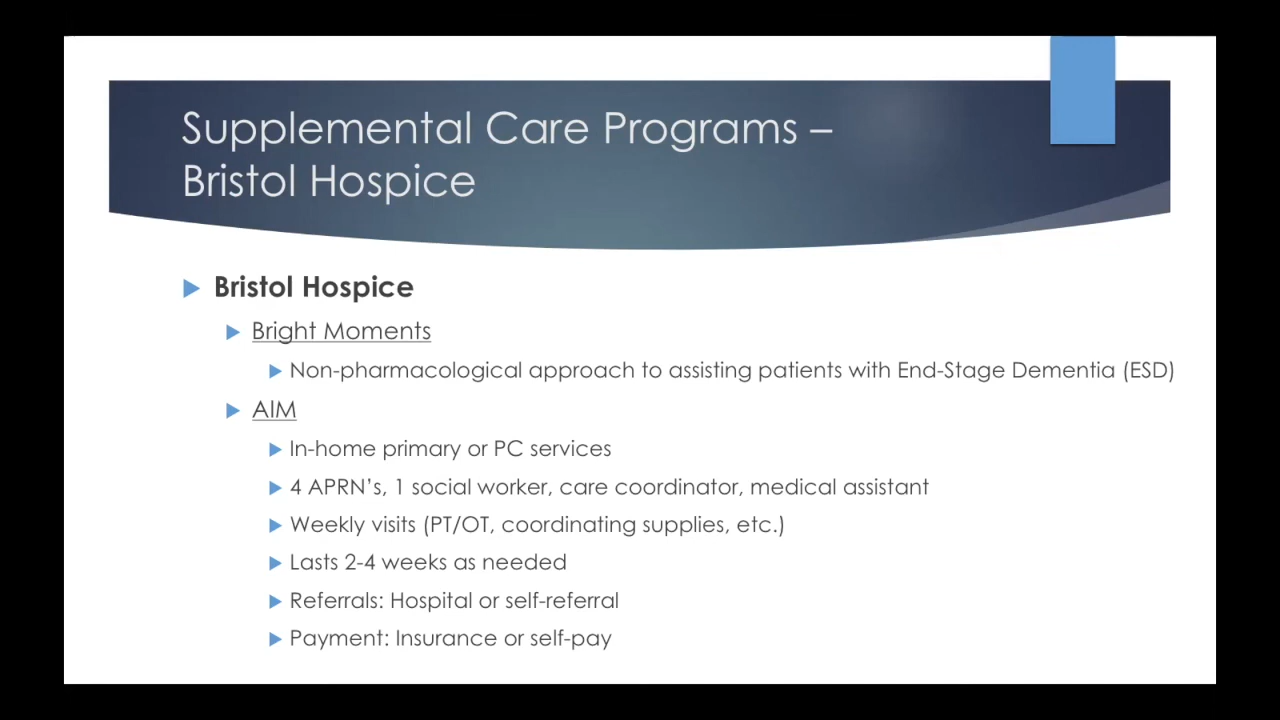 Supplemental Care Programs –
Bristol Hospice
Bristol Hospice
Bright Moments
Non-pharmacological approach to assisting patients with End-Stage Dementia (ESD)
AIM
In-home primary or PC services
4 APRN’s, 1 social worker, care coordinator, medical assistant
Weekly visits (PT/OT, coordinating supplies, etc.)
Lasts 2-4 weeks as needed
Referrals: Hospital or self-referral
Payment: Insurance or self-pay